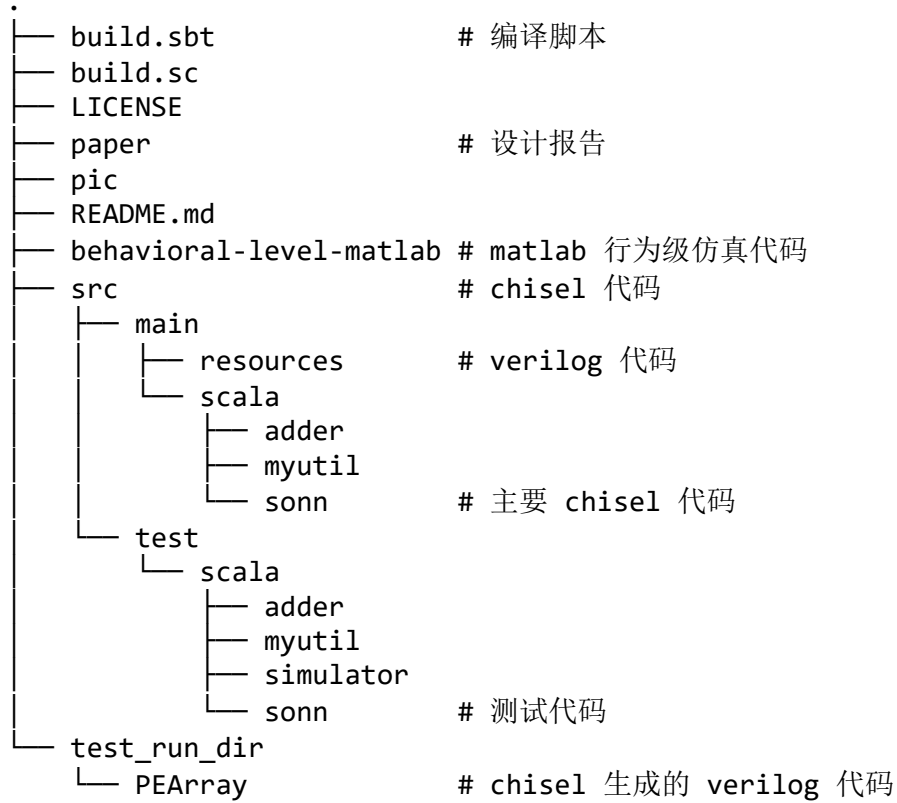 .
├── build.sbt               # 编译脚本
├── build.sc
├── LICENSE
├── paper                   # 设计报告
├── pic
├── README.md
├── behavioral-level-matlab # matlab 行为级仿真代码
├── src                     # chisel 代码
│   ├── main
│   │   ├── resources       # verilog 代码
│   │   └── scala
│   │       ├── adder
│   │       ├── myutil
│   │       └── sonn        # 主要 chisel 代码
│   └── test
│       └── scala
│           ├── adder
│           ├── myutil
│           ├── simulator
│           └── sonn        # 测试代码
└── test_run_dir
    └── PEArray             # chisel 生成的 verilog 代码